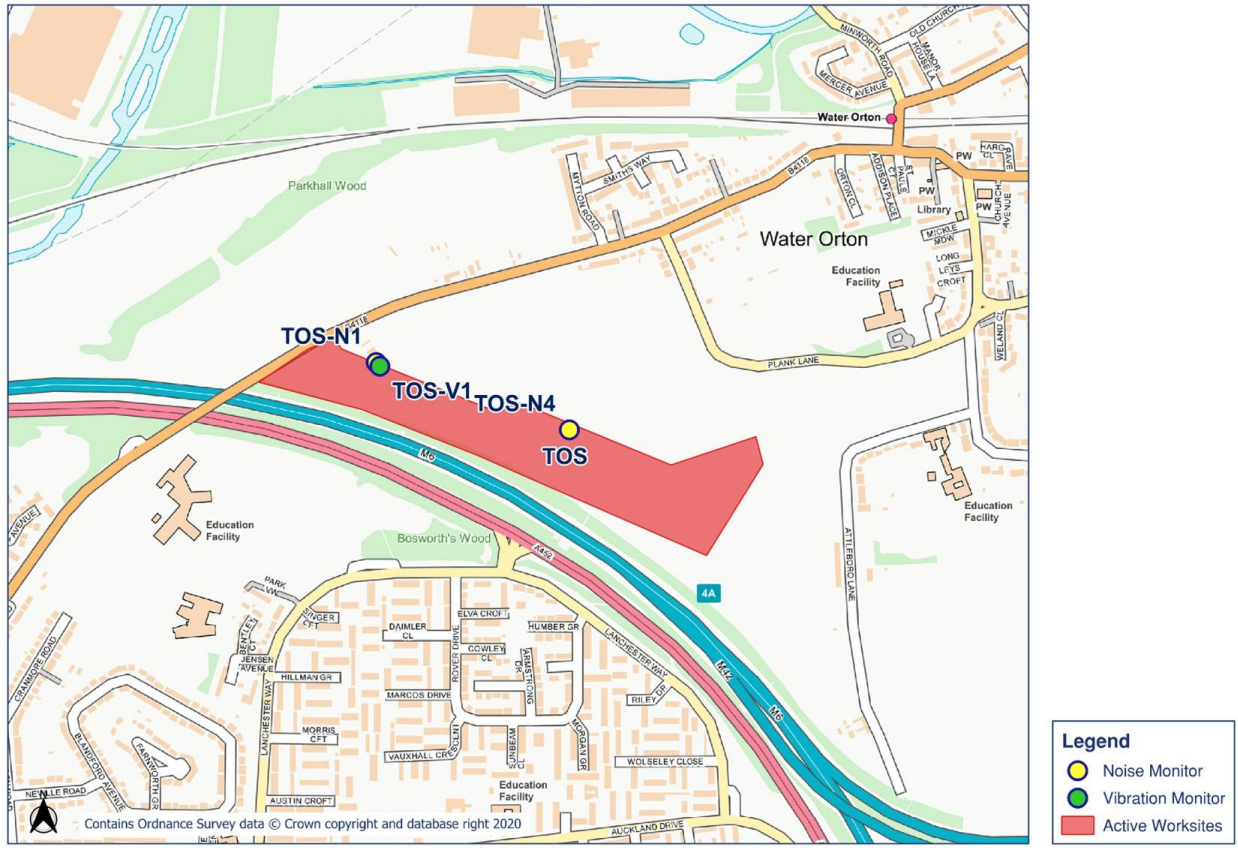 OLD CHURCH
MINWORTH ROAD
MANOR
HOUSE LA
MERCER AVENUE
Water Orton
B4118
PW
HARG
CL
Parkhall Wood
SMITHS WAY
MYTTON ROAD
ORTON CL
ADDISON PLACE
ST
PAULS
CT
PW
Library
PW
CHURCH
AVENUE
Water Orton
MICKLE
MDW
Education
Facility
LONG
LEYS
CROFT
WELAND CL
PLANK LANE
TOS-N1
TOS-V1
TOS-N4
TOS
M6
A452
Education
Facility
Bosworth's Wood
Education
Facility
ATTLEBORO LANE
4A
AVENUE
CRANMORE ROAD
PARK
VW
SINGER
CFT
BENTLEY
CT
JENSEN
AVENUE
HILLMAN GR
LANCHESTER WAY
MORRIS
CFT
AUSTIN CROFT
DAIMLER
CL
ROVER DRIVE
ELVA CROFT
COWLEY
CL
HUMBER GR
ARMSTRONG
DR
MARCOS DRIVE
VAUXHALL CRESCENT
SUNBEAM
CL
MORGAN GR
LANCHESTER WAY
RILEY DR
WOLSELEY CLOSE
M42
M6
BLANDFORD AVENUE
FARNWORTH GR
NEVILLE ROAD
Education
Facility
AUCKLAND DRIVE
Contains Ordnance Survey data © Crown copyright and database right 2020
Legend
Noise Monitor
Vibration Monitor
Active Worksites